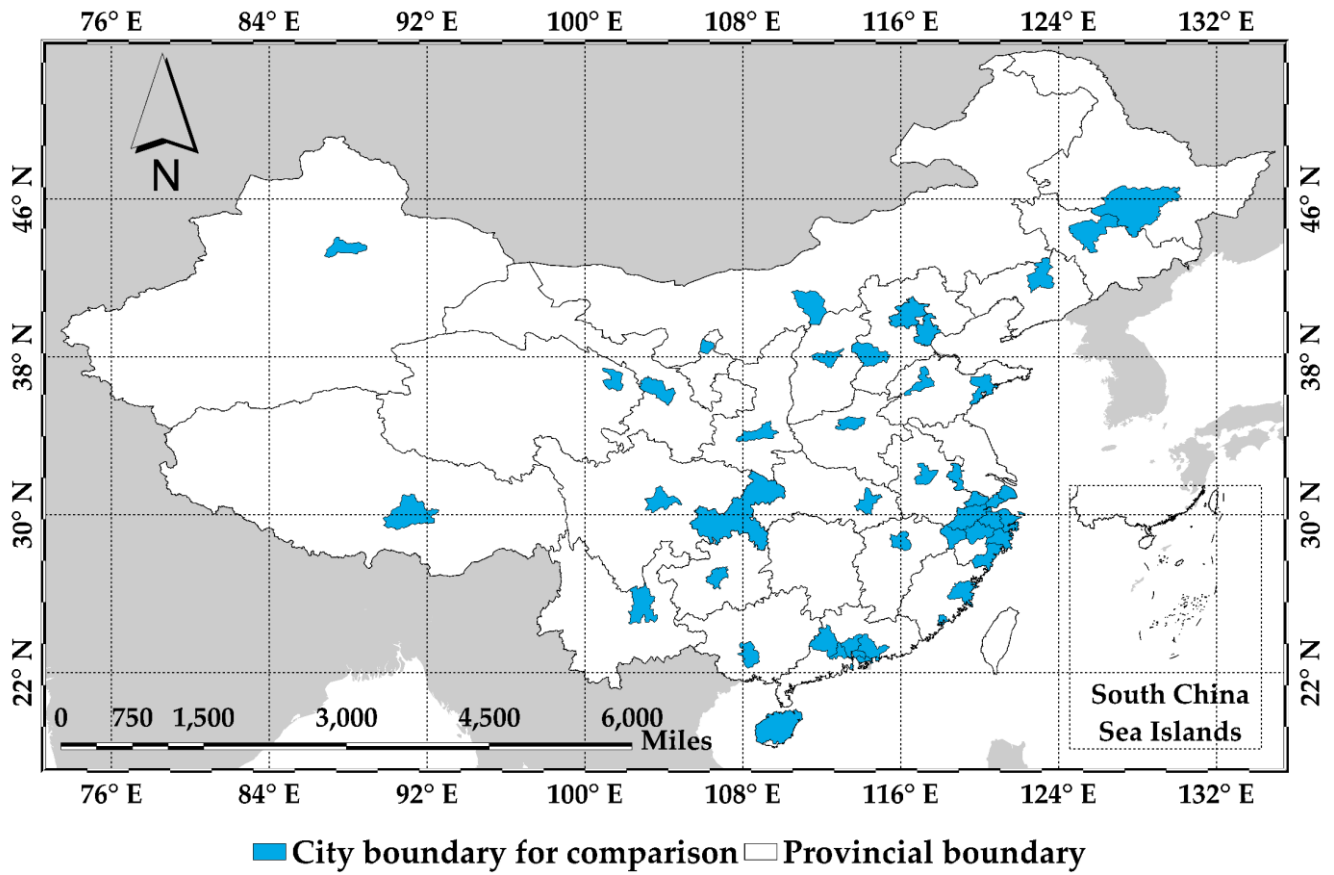 76° E 84° E 92° E 100° E 108° E 116° E 124° E 132° E
N
46° N 46° N
38° N 38° N
30° N 30° N
22° N 22° N
South China
Sea Islands
0 750 1,500 3,000 4,500 6,000
Miles
76° E 84° E 92° E 100° E 108° E 116° E 124° E 132° E
City boundary for comparison Provincial boundary